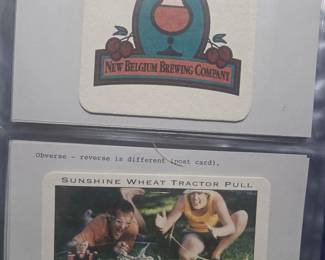 NEW BELGIUM BREWING COMPANY
Obverse - reverse is different (post card).
SUNSHINE WHEAT TRACTOR PULL